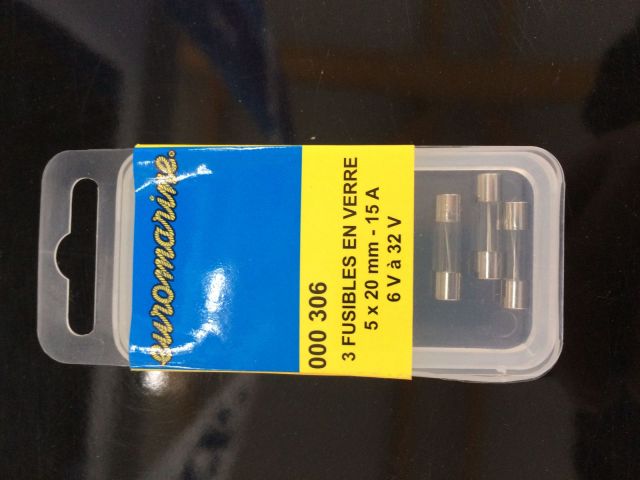 euromarine.
000 306
3 FUSIBLES EN VERRE
5 x 20 mm - 15 A
6 V à 32 V